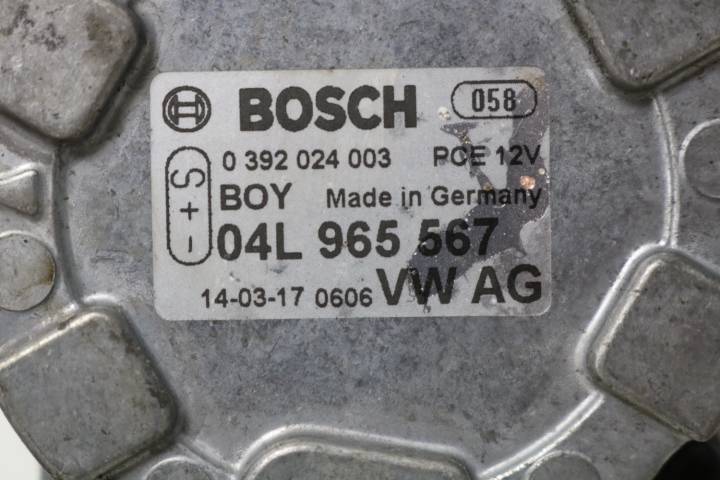 BOSCH 058
0 392 024 003 PCE 12V
BOY Made in Germany
S + -
04L 965 567
14-03-17 0606 VW AG